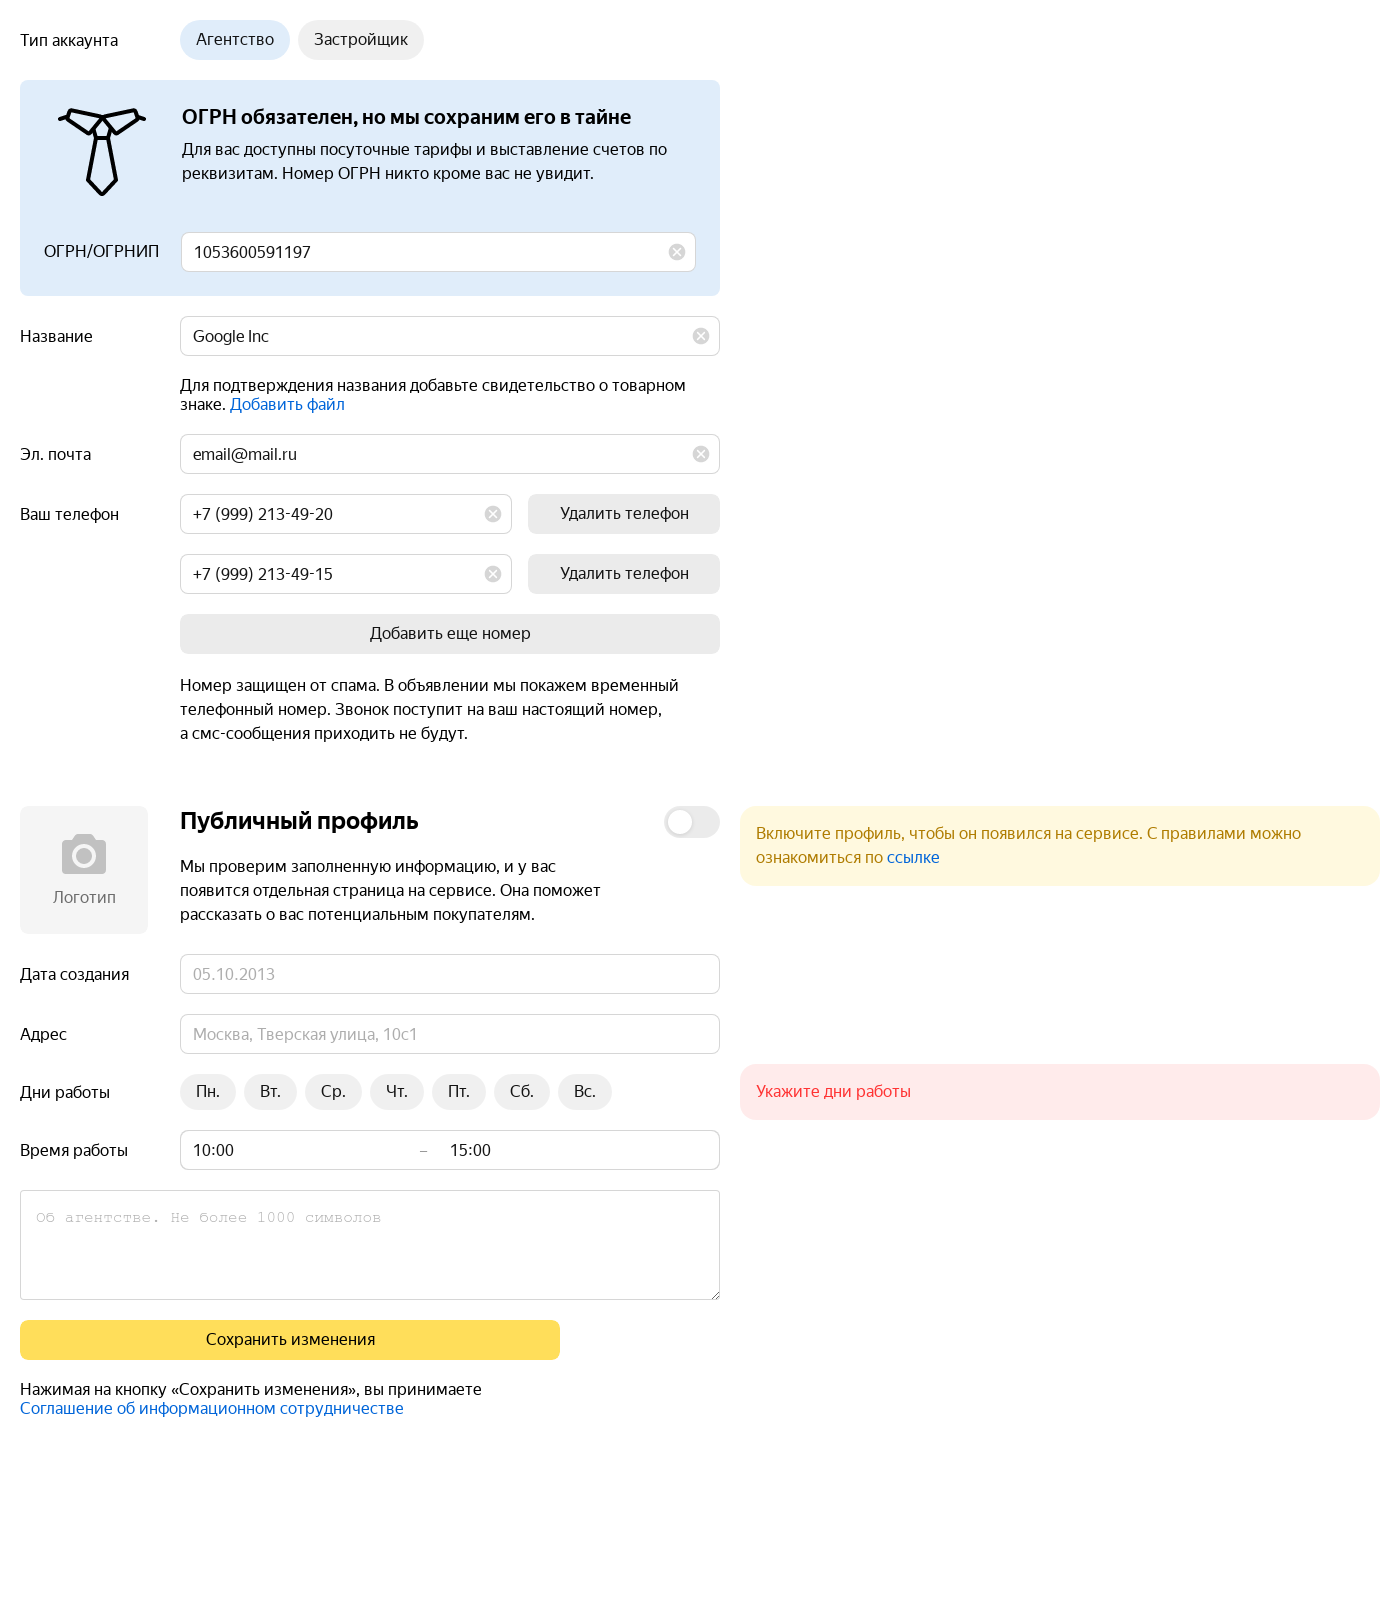 Тип аккаунта
Агентство
Застройщик
ОГРН обязателен, но мы сохраним его в тайне
Для вас доступны посуточные тарифы и выставление счетов по
реквизитам. Номер ОГРН никто кроме вас не увидит.
ОГРН/ОГРНИП
1053600591197
Название
Google Inc
Для подтверждения названия добавьте свидетельство о товарном
знаке. Добавить файл
Эл. почта
email@mail.ru
Ваш телефон
+7 (999) 213-49-20
Удалить телефон
+7 (999) 213-49-15
Удалить телефон
Добавить еще номер
Номер защищен от спама. В объявлении мы покажем временный
телефонный номер. Звонок поступит на ваш настоящий номер,
а смс-сообщения приходить не будут.
Логотип
Публичный профиль
Мы проверим заполненную информацию, и у вас
появится отдельная страница на сервисе. Она поможет
рассказать о вас потенциальным покупателям.
Включите профиль, чтобы он появился на сервисе. С правилами можно
ознакомиться по ссылке
Дата создания
05.10.2013
Адрес
Москва, Тверская улица, 10с1
Дни работы
Пн.
Вт.
Ср.
Чт.
Пт.
Сб.
Вс.
Укажите дни работы
Время работы
10:00
–
15:00
Об агентстве. Не более 1000 символов
Сохранить изменения
Нажимая на кнопку «Сохранить изменения», вы принимаете
Соглашение об информационном сотрудничестве